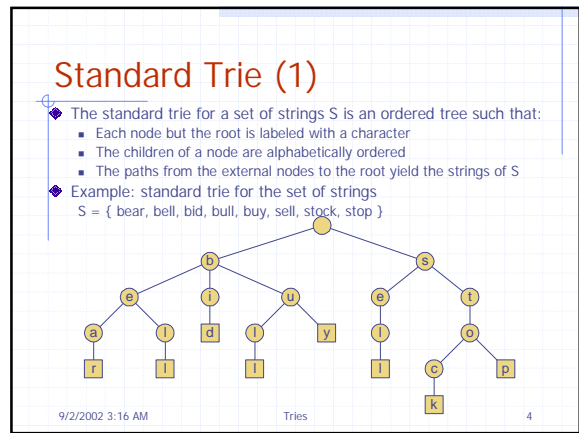 Standard Trie (1)
The standard trie for a set of strings S is an ordered tree such that:
Each node but the root is labeled with a character
The children of a node are alphabetically ordered
The paths from the external nodes to the root yield the strings of S
Example: standard trie for the set of strings
S = { bear, bell, bid, bull, buy, sell, stock, stop }
b s
e i u e t
a l d l y l o
r l l l c p
k
9/2/2002 3:16 AM Tries 4